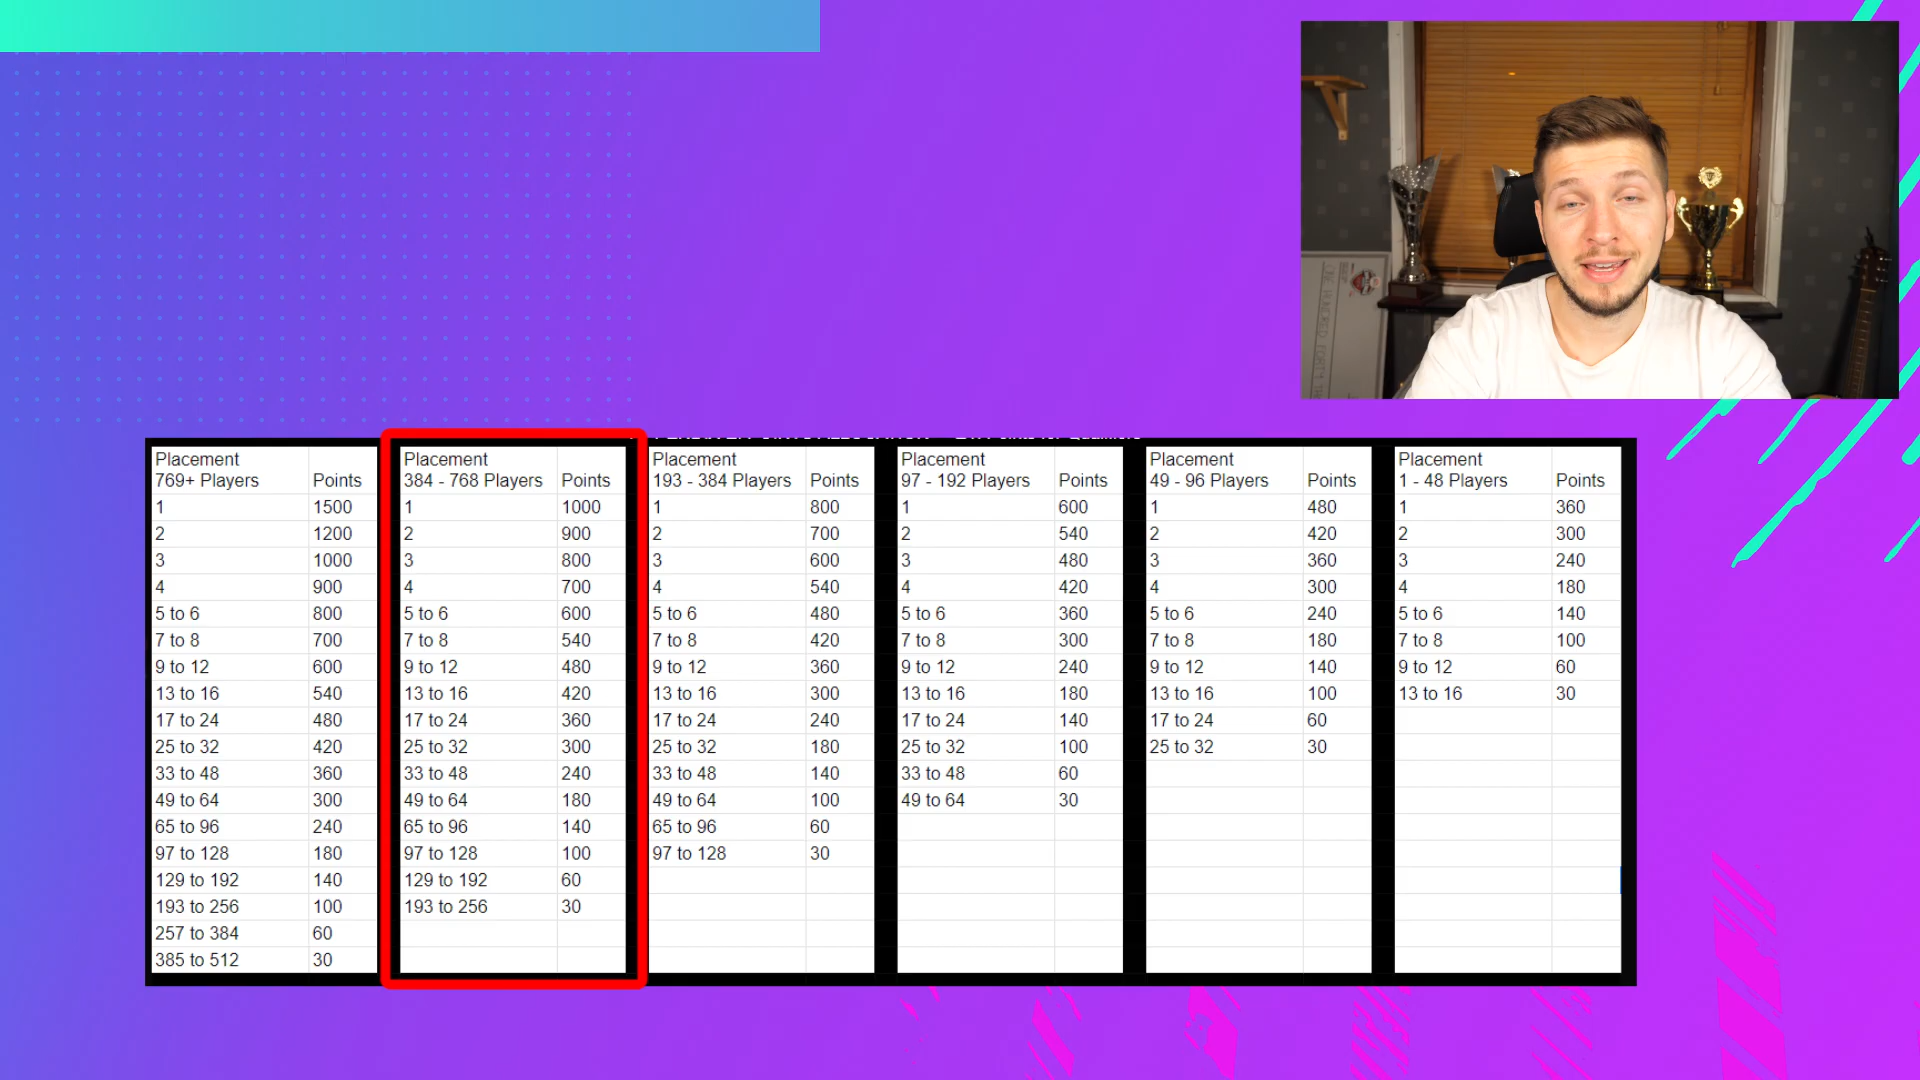 Placement
769+ Players Points
1 1500
2 1200
3 1000
4 900
5 to 6 800
7 to 8 700
9 to 12 600
13 to 16 540
17 to 24 480
25 to 32 420
33 to 48 360
49 to 64 300
65 to 96 240
97 to 128 180
129 to 192 140
193 to 256 100
257 to 384 60
385 to 512 30
Placement
384 - 768 Players Points
1 1000
2 900
3 800
4 700
5 to 6 600
7 to 8 540
9 to 12 480
13 to 16 420
17 to 24 360
25 to 32 300
33 to 48 240
49 to 64 180
65 to 96 140
97 to 128 100
129 to 192 60
193 to 256 30
Placement
193 - 384 Players Points
1 800
2 700
3 600
4 540
5 to 6 480
7 to 8 420
9 to 12 360
13 to 16 300
17 to 24 240
25 to 32 180
33 to 48 140
49 to 64 100
65 to 96 60
97 to 128 30
Placement
97 - 192 Players Points
1 600
2 540
3 480
4 420
5 to 6 360
7 to 8 300
9 to 12 240
13 to 16 180
17 to 24 140
25 to 32 100
33 to 48 60
49 to 64 30
Placement
49 - 96 Players Points
1 480
2 420
3 360
4 300
5 to 6 240
7 to 8 180
9 to 12 140
13 to 16 100
17 to 24 60
25 to 32 30
Placement
1 - 48 Players Points
1 360
2 300
3 240
4 180
5 to 6 140
7 to 8 100
9 to 12 60
13 to 16 30